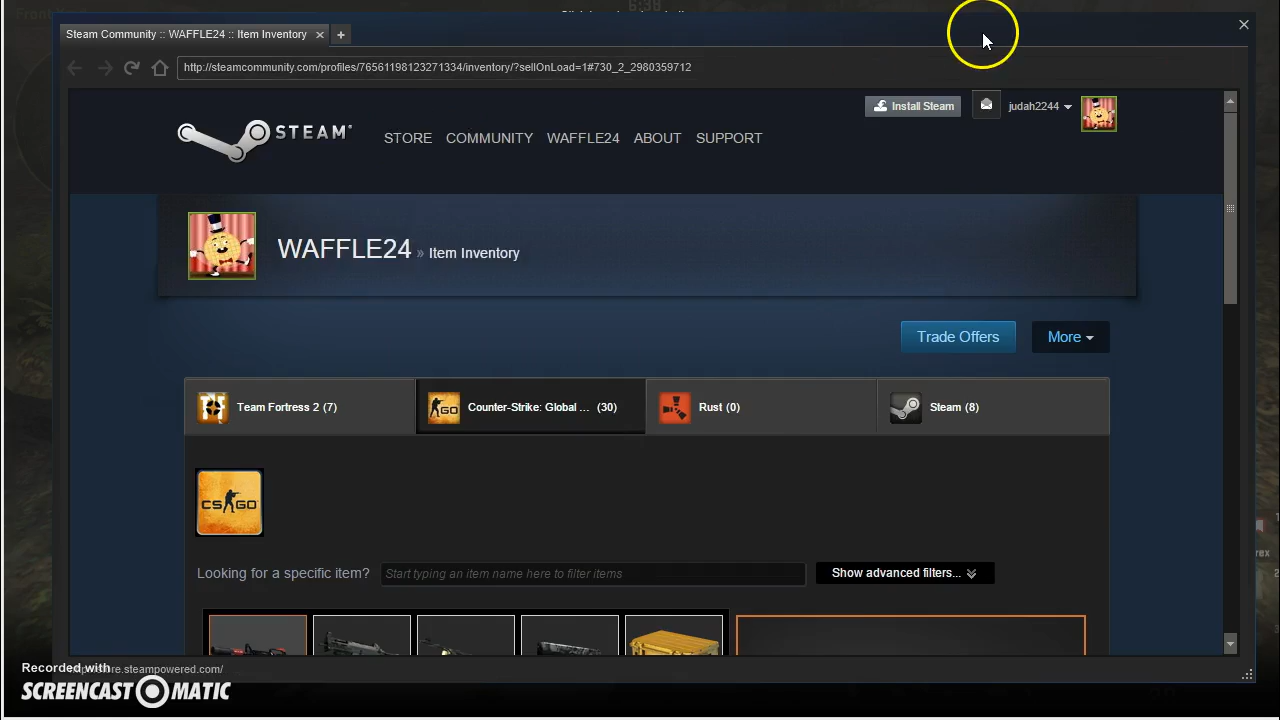 6:38
Steam Community :: WAFFLE24 :: Item Inventory
http://steamcommunity.com/profiles/76561198123271334/inventory/?sellOnLoad=1#730_2_2980359712
Install Steam
judah2244
STEAM®
STORE COMMUNITY WAFFLE24 ABOUT SUPPORT
WAFFLE24 » Item Inventory
Trade Offers
More
Team Fortress 2 (7)
Counter-Strike: Global ... (30)
Rust (0)
Steam (8)
CS GO
Looking for a specific item?
Start typing an item name here to filter items
Show advanced filters...
Recorded with
SCREENCAST MATIC